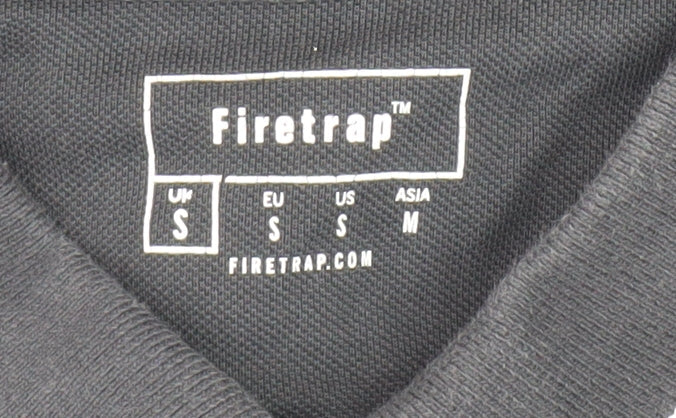 Firetrap™
UK EU US ASIA
S S S M
FIRETRAP.COM